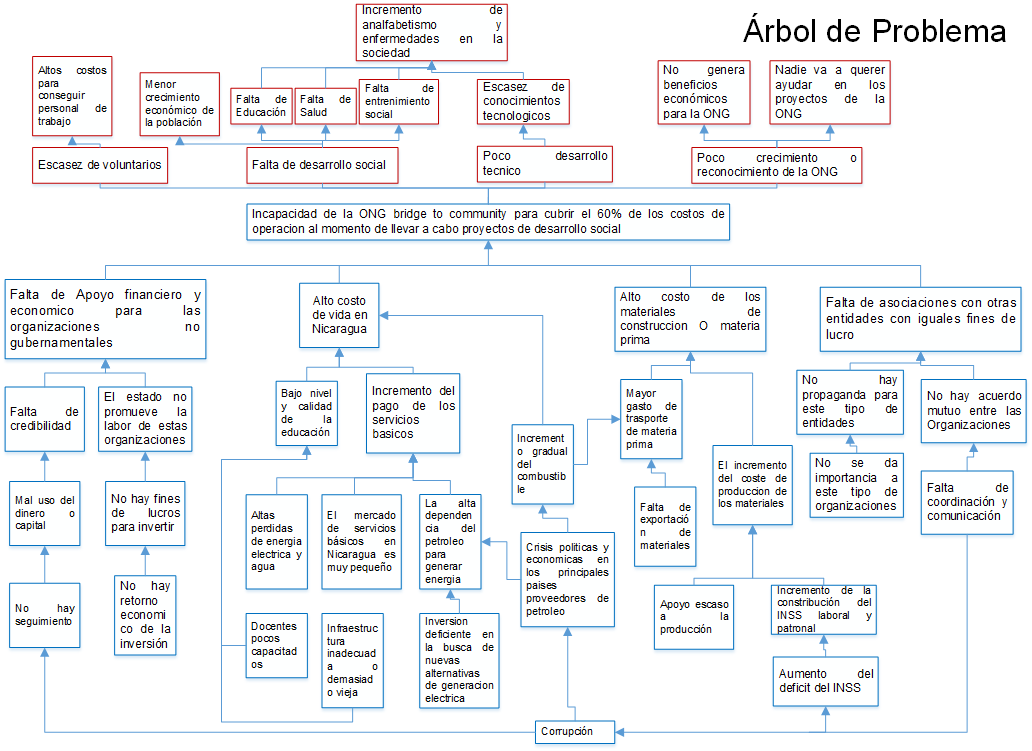 Árbol de Problema
Incremento de
analfabetismo y
enfermedades en la
sociedad
Altos costos
para
conseguir
personal de
trabajo
Menor
crecimiento
económico de
la población
Falta de
Educación
Falta de
Salud
Falta de
entrenimiento
social
Escasez de
conocimientos
tecnologicos
No genera
beneficios
económicos
para la ONG
Nadie va a querer
ayudar en los
proyectos de la
ONG
Escasez de voluntarios
Falta de desarrollo social
Poco desarrollo
tecnico
Poco crecimiento o
reconocimiento de la ONG
Incapacidad de la ONG bridge to community para cubrir el 60% de los costos de
operacion al momento de llevar a cabo proyectos de desarrollo social
Falta de Apoyo financiero y
economico para las
organizaciones no
gubernamentales
Alto costo
de vida en
Nicaragua
Alto costo de los
materiales de
construccion O materia
prima
Falta de asociaciones con otras
entidades con iguales fines de
lucro
Falta de
credibilidad
El estado no
promueve la
labor de estas
organizaciones
Bajo nivel
y calidad
de la
educación
Incremento del
pago de los
servicios
basicos
Increment
o gradual
del
combustible
Mayor
gasto de
trasporte
de materia
prima
El incremento
del coste de
produccion de
los materiales
No hay
propaganda para
este tipo de
entidades
No hay acuerdo
mutuo entre las
Organizaciones
Mal uso del
dinero o
capital
No hay fines
de lucros
para invertir
Altas
perdidas
de energia
electrica y
agua
El mercado
de servicios
básicos en
Nicaragua es
muy pequeño
La alta
dependen
cia del
petroleo
para
generar
energia
Crisis politicas y
economicas en
los principales
paises
proveedores de
petroleo
Falta de
exportació
n de
materiales
No se da
importancia a
este tipo de
organizaciones
Falta de
coordinación y
comunicación
No hay
seguimiento
No hay
retorno
economi
co de la
inversión
Docentes
pocos
capacitad
os
Infraestruc
tura
inadecuad
a o
demasiad
o vieja
Inversion
deficiente en
la busca de
nuevas
alternativas
de generacion
electrica
Apoyo escaso
a la
producción
Incremento de la
constribución del
INSS laboral y
patronal
Aumento del
deficit del INSS
Corrupción